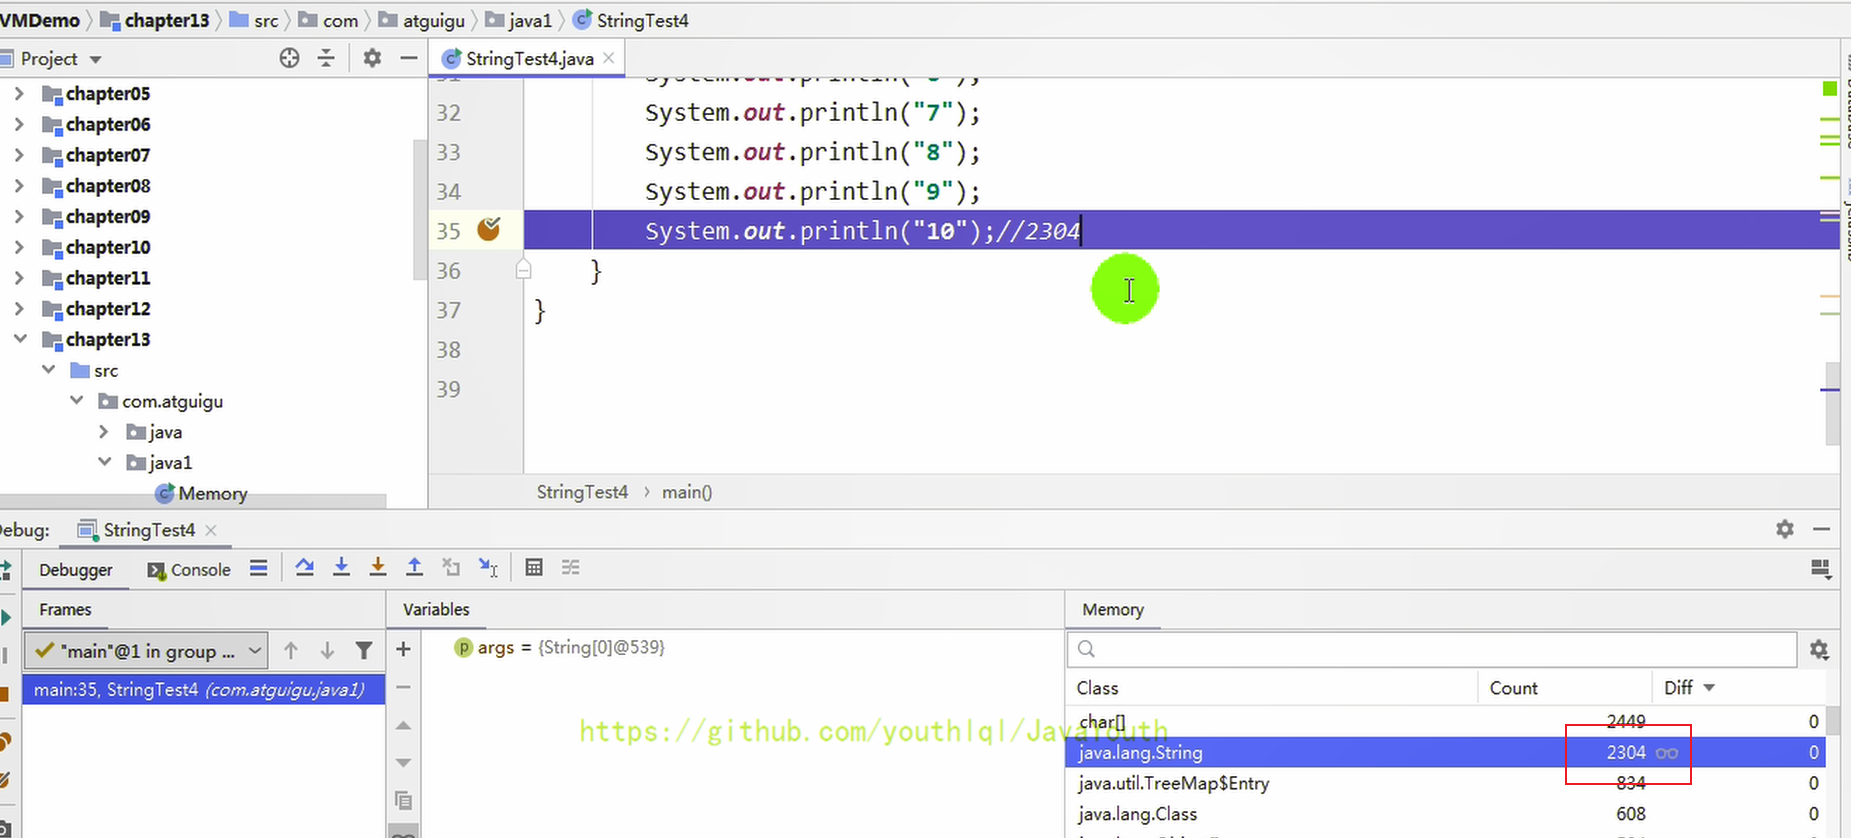 VMDemo chapter13 src com atguigu java1 StringTest4
Project
StringTest4.java
chapter05
chapter06
chapter07
chapter08
chapter09
chapter10
chapter11
chapter12
chapter13
src
com.atguigu
java
java1
Memory
31
32 System.out.println("7");
33 System.out.println("8");
34 System.out.println("9");
35 System.out.println("10");//2304
36 }
37 }
38
39
StringTest4 › main()
Debug: StringTest4
Debugger Console
Frames Variables Memory
"main"@1 in group ...
main:35, StringTest4 (com.atguigu.java1)
args = {String[0]@539}
Class Count Diff
char[] 2449 0
java.lang.String 2304 0
java.util.TreeMap$Entry 834 0
java.lang.Class 608 0
https://github.com/youthlql/JavaYouth